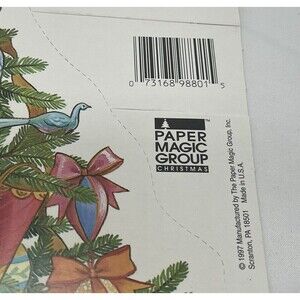 0 73168 98801 5
PAPER
MAGIC
GROUP™
CHRISTMAS
© 1997 Manufactured by The Paper Magic Group, Inc.
Scranton, PA 18501 Made in U.S.A.